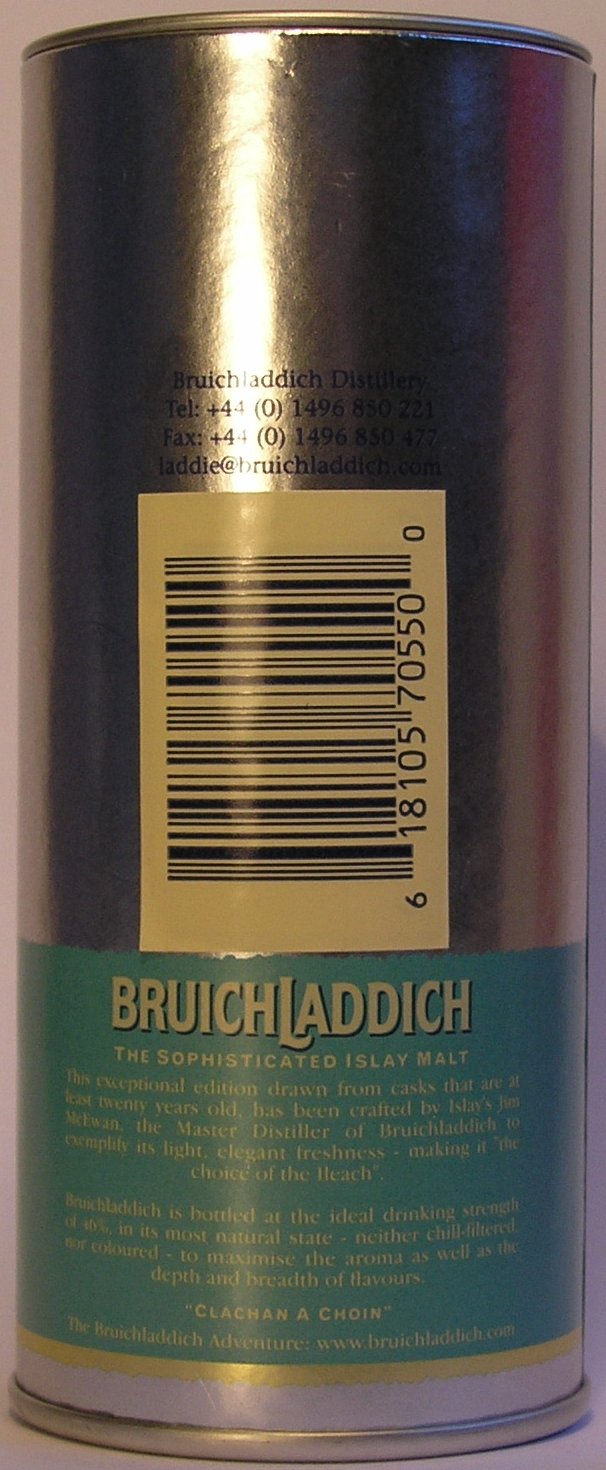 Bruichladdich Distillery
Tel: +44 (0) 1496 850 221
Fax: +44 (0) 1496 850 477
laddie@bruichladdich.com
6 18105 70550 0
BRUICHLADDICH
THE SOPHISTICATED ISLAY MALT
This exceptional edition drawn from casks that are at
least twenty years old, has been crafted by Islay's Jim
McEwan, the Master Distiller of Bruichladdich to
exemplify its light, elegant freshness - making it "the
choice of the Ileach".
Bruichladdich is bottled at the ideal drinking strength
of 46%, in its most natural state - neither chill-filtered,
nor coloured - to maximise the aroma as well as the
depth and breadth of flavours.
"CLACHAN A CHOIN"
The Bruichladdich Adventure: www.bruichladdich.com